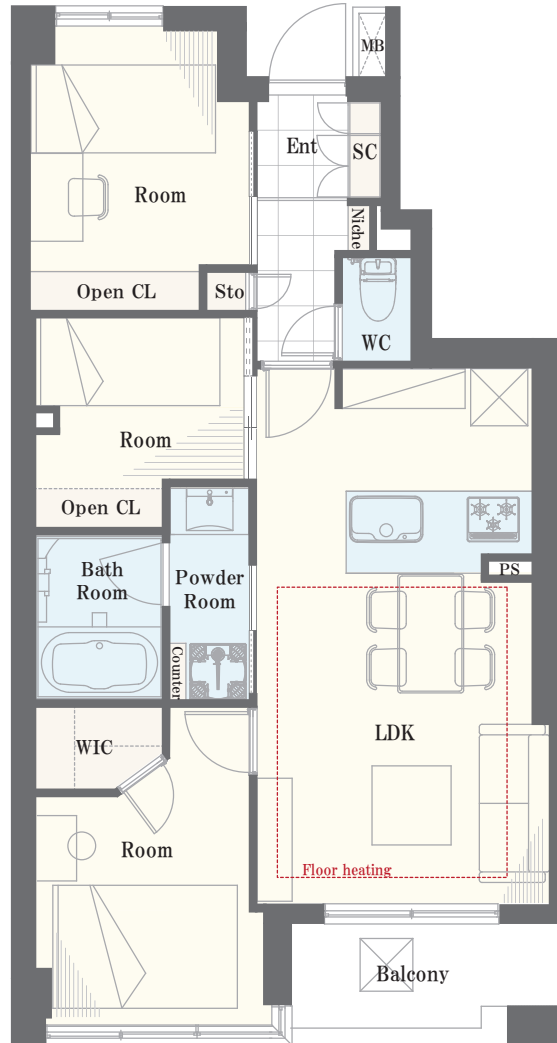 MB
Ent
SC
Room
Niche
Open CL
Sto
WC
Room
Open CL
Bath
Room
Powder
Room
PS
Counter
WIC
LDK
Room
Floor heating
Balcony